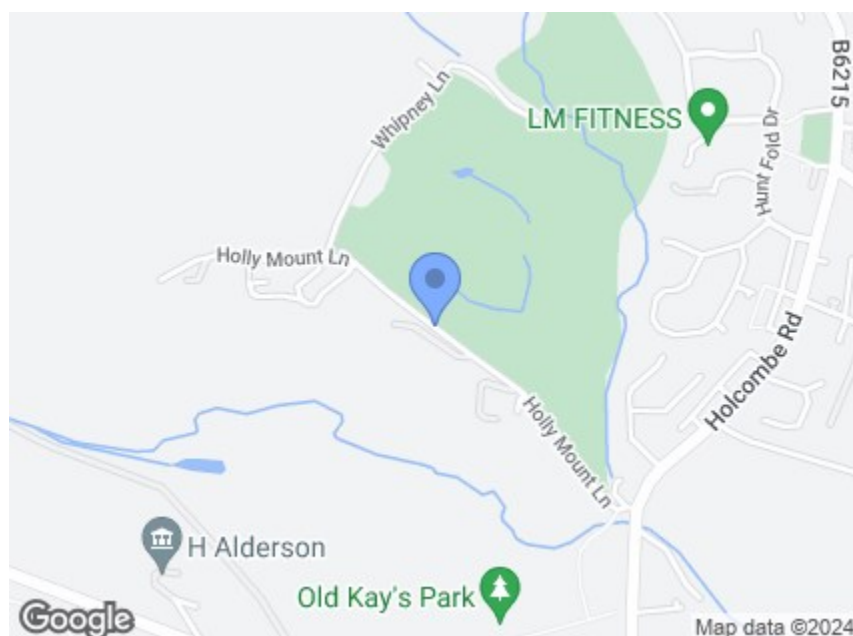 B6215
Whipney Ln
LM FITNESS
Hunt Fold Dr
Holly Mount Ln
Holcombe Rd
Holly Mount Ln
H Alderson
Old Kay's Park
Google
Map data ©2024